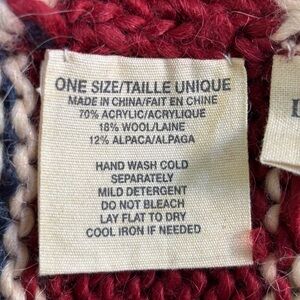 ONE SIZE/TAILLE UNIQUE
MADE IN CHINA/FAIT EN CHINE
70% ACRYLIC/ACRYLIQUE
18% WOOL/LAINE
12% ALPACA/ALPAGA
HAND WASH COLD
SEPARATELY
MILD DETERGENT
DO NOT BLEACH
LAY FLAT TO DRY
COOL IRON IF NEEDED